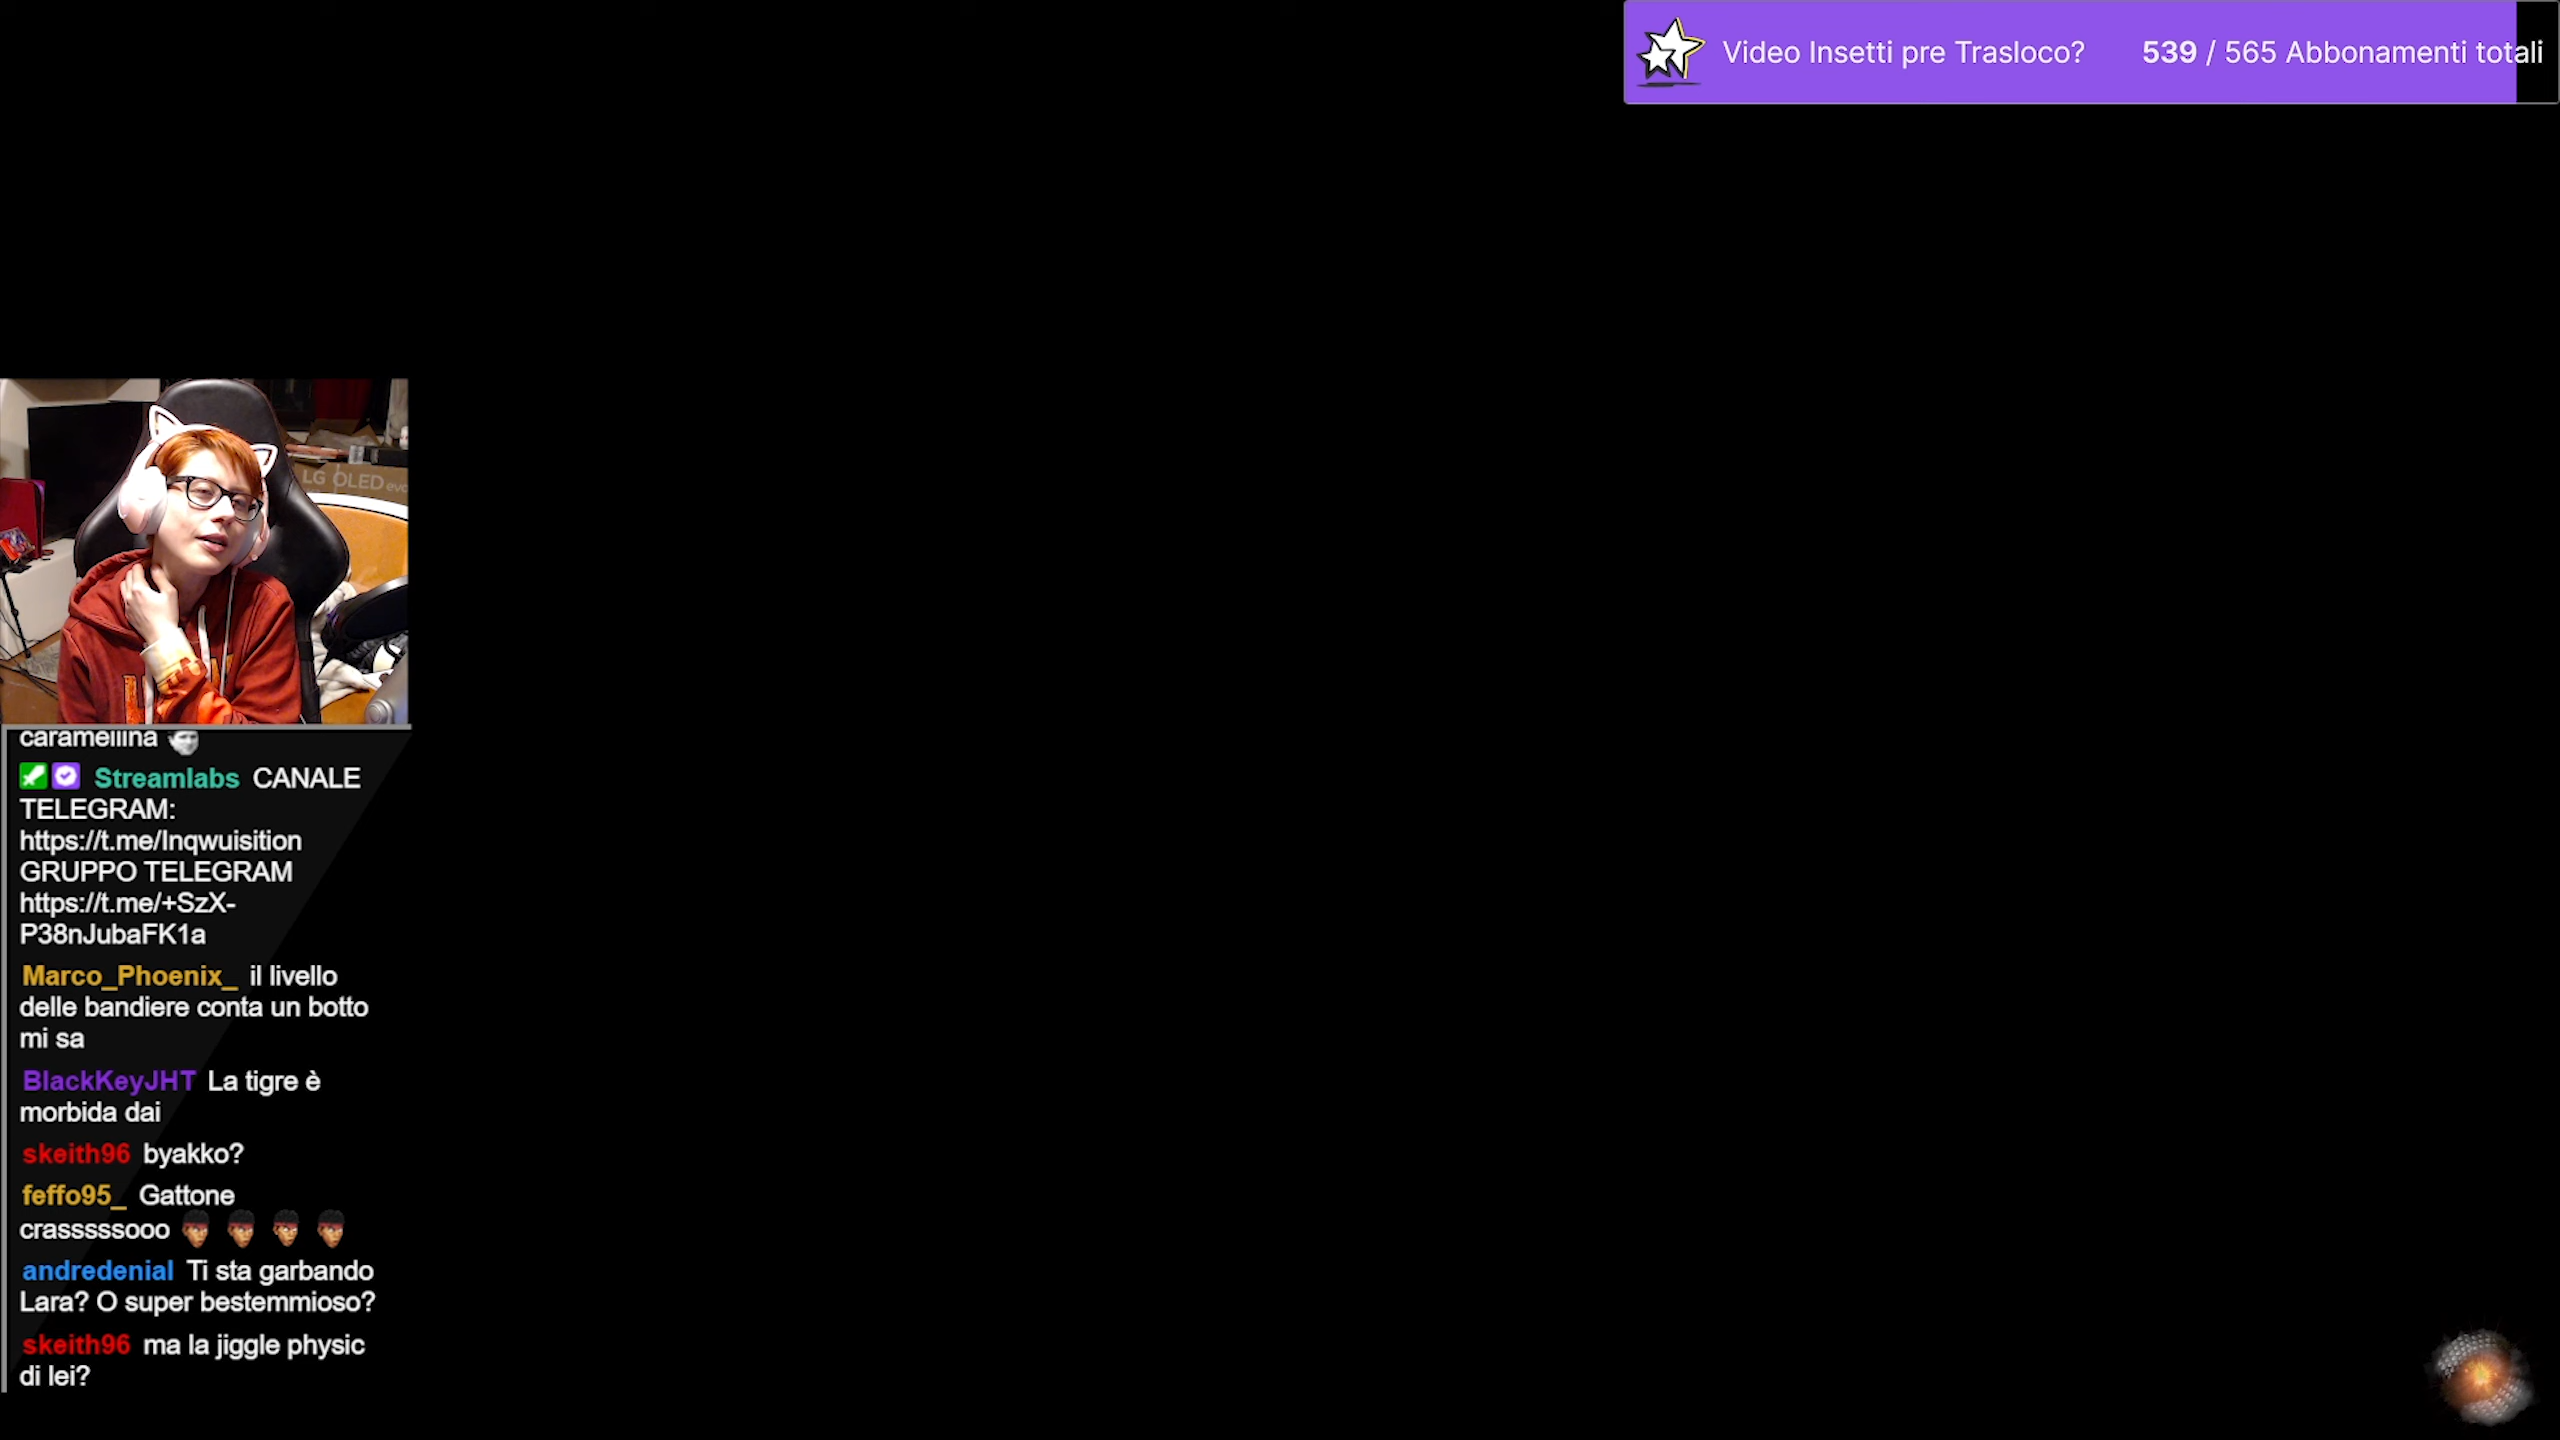 Video Insetti pre Trasloco? 539 / 565 Abbonamenti totali
LG OLED evo
caramellina
Streamlabs CANALE
TELEGRAM:
https://t.me/Inqwuisition
GRUPPO TELEGRAM
https://t.me/+SzX-
P38nJubaFK1a
Marco_Phoenix_ il livello
delle bandiere conta un botto
mi sa
BlackKeyJHT La tigre è
morbida dai
skeith96 byakko?
feffo95_ Gattone
crasssssooo
andredenial Ti sta garbando
Lara? O super bestemmioso?
skeith96 ma la jiggle physic
di lei?